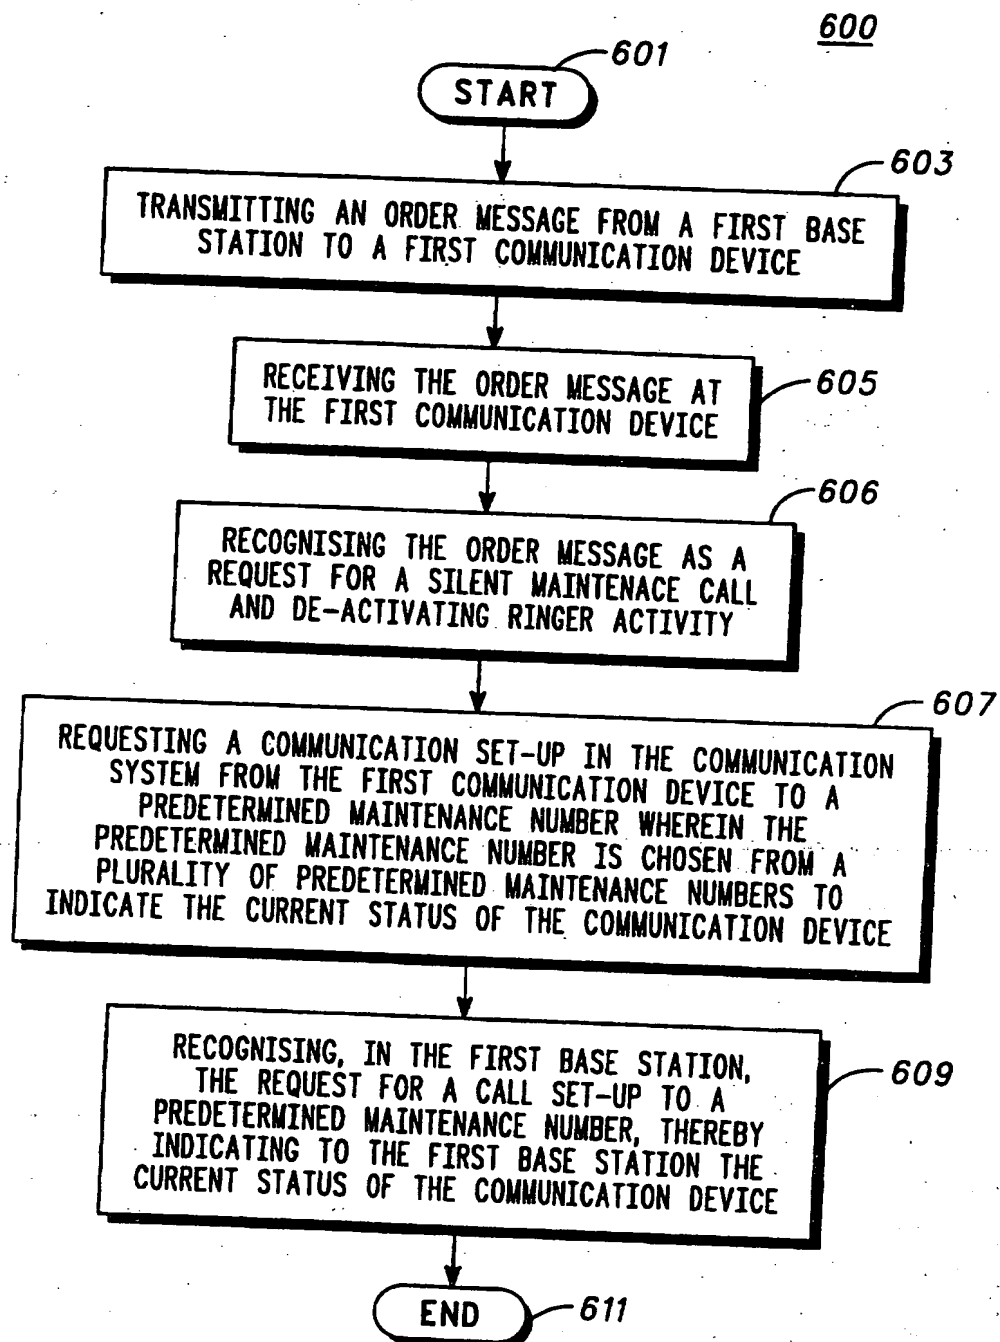 600
601
START
603
TRANSMITTING AN ORDER MESSAGE FROM A FIRST BASE
STATION TO A FIRST COMMUNICATION DEVICE
RECEIVING THE ORDER MESSAGE AT
THE FIRST COMMUNICATION DEVICE
605
606
RECOGNISING THE ORDER MESSAGE AS A
REQUEST FOR A SILENT MAINTENACE CALL
AND DE-ACTIVATING RINGER ACTIVITY
607
REQUESTING A COMMUNICATION SET-UP IN THE COMMUNICATION
SYSTEM FROM THE FIRST COMMUNICATION DEVICE TO A
PREDETERMINED MAINTENANCE NUMBER WHEREIN THE
PREDETERMINED MAINTENANCE NUMBER IS CHOSEN FROM A
PLURALITY OF PREDETERMINED MAINTENANCE NUMBERS TO
INDICATE THE CURRENT STATUS OF THE COMMUNICATION DEVICE
RECOGNISING, IN THE FIRST BASE STATION,
THE REQUEST FOR A CALL SET-UP TO A
PREDETERMINED MAINTENANCE NUMBER, THEREBY
INDICATING TO THE FIRST BASE STATION THE
CURRENT STATUS OF THE COMMUNICATION DEVICE
609
END
611